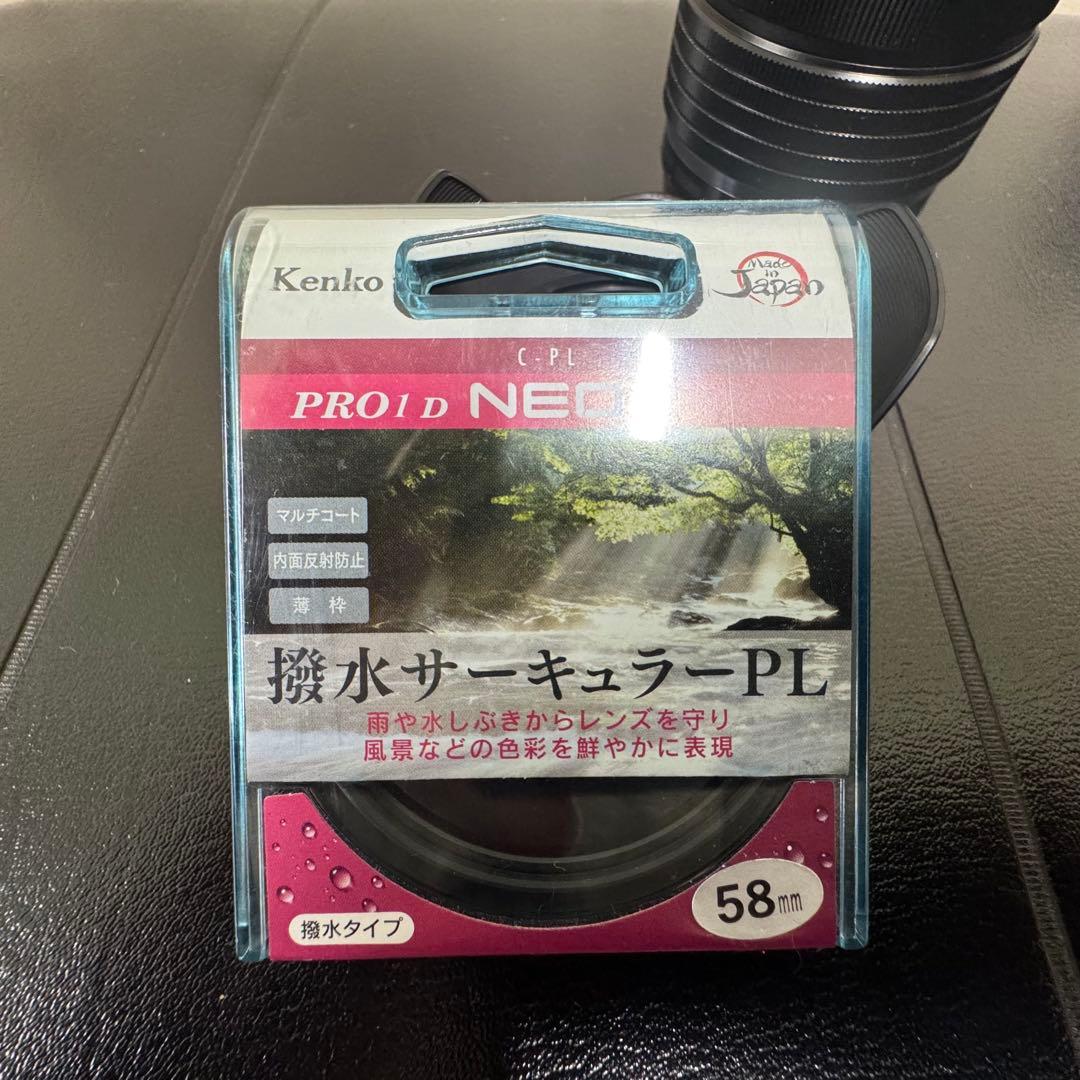 Kenko
Made
in
Japan
C-PL
PRO1 D NEO
マルチコート
内面反射防止
薄枠
撥水サーキュラーPL
雨や水しぶきからレンズを守り
風景などの色彩を鮮やかに表現
58mm
撥水タイプ